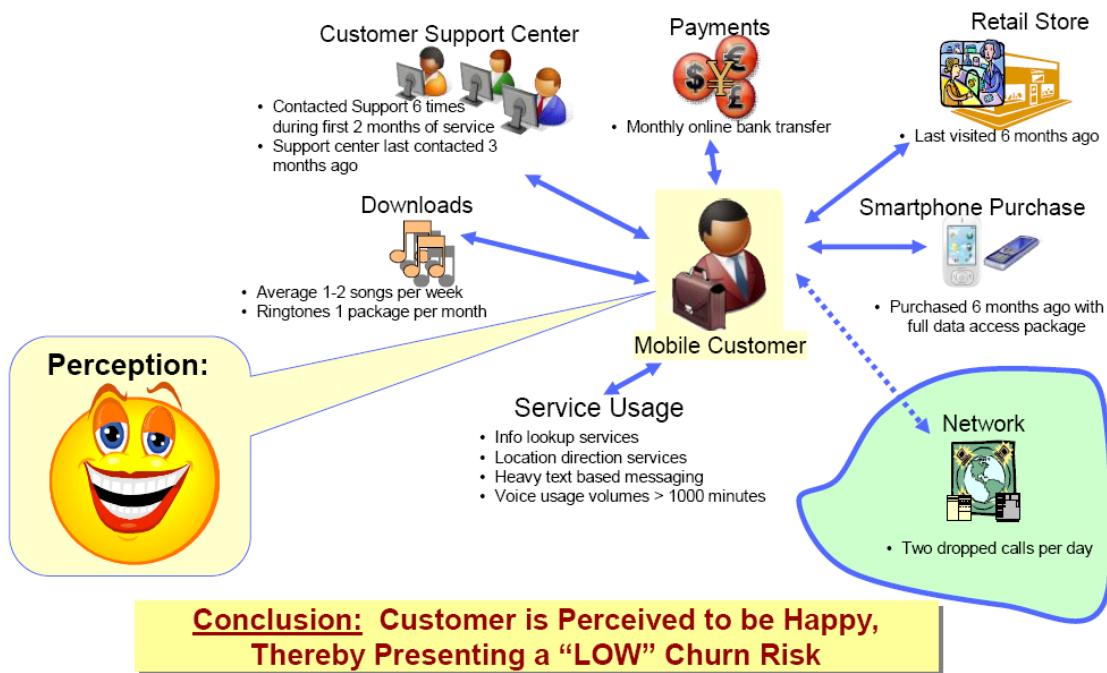 Customer Support Center
• Contacted Support 6 times
during first 2 months of service
• Support center last contacted 3
months ago
Payments
$ ¥ £ £
• Monthly online bank transfer
Retail Store
• Last visited 6 months ago
Downloads
• Average 1-2 songs per week
• Ringtones 1 package per month
Smartphone Purchase
• Purchased 6 months ago with
full data access package
Mobile Customer
Perception:
Service Usage
• Info lookup services
• Location direction services
• Heavy text based messaging
• Voice usage volumes > 1000 minutes
Network
• Two dropped calls per day
Conclusion: Customer is Perceived to be Happy,
Thereby Presenting a “LOW” Churn Risk